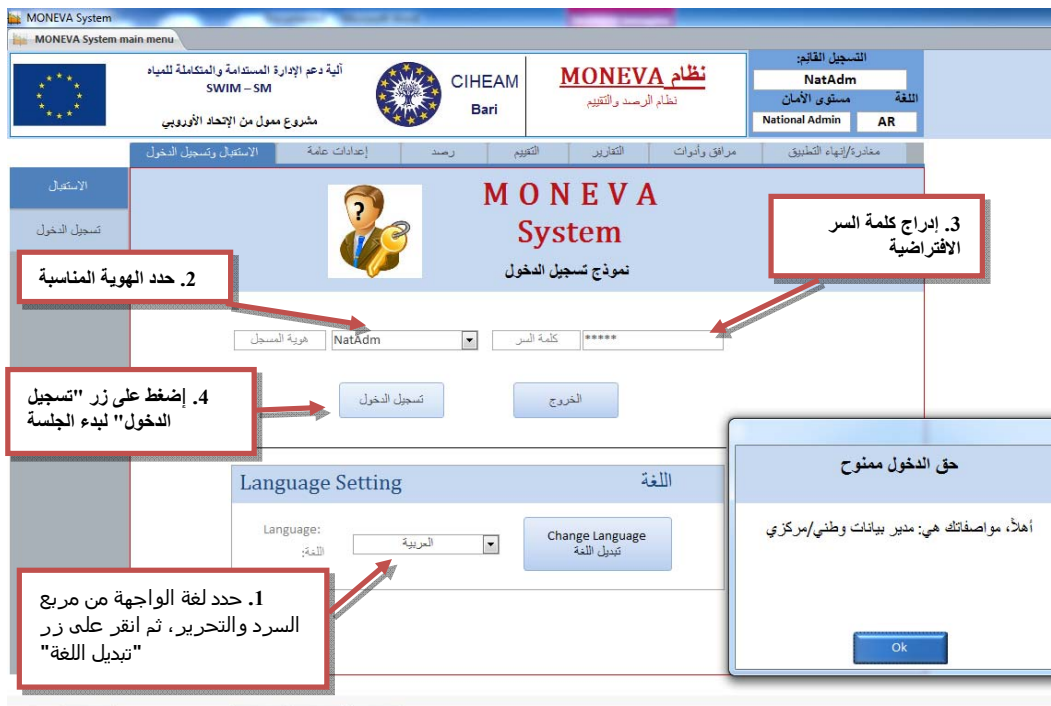 MONEVA System
MONEVA System main menu
آلية دعم الإدارة المستدامة والمتكاملة للمياه
SWIM – SM
مشروع ممول من الإتحاد الأوروبي
CIHEAM
Bari
نظام MONEVA
نظام الرصد والتقييم
التسجيل القائم:
NatAdm
مستوى الأمان
اللغة
National Admin
AR
الاستقبال وتسجيل الدخول
إعدادات عامة
رصد
التقييم
التقارير
مرافق وأدوات
مغادرة/إنهاء التطبيق
الاستقبال
تسجيل الدخول
MONEVA
System
نموذج تسجيل الدخول
3. إدراج كلمة السر
الافتراضية
2. حدد الهوية المناسبة
هوية المسجل
NatAdm
كلمة السر
*****
4. إضغط على زر "تسجيل
الدخول" لبدء الجلسة
تسجيل الدخول
الخروج
حق الدخول ممنوح
أهلاً، مواصفاتك هي: مدير بيانات وطني/مركزي
Ok
Language Setting
اللغة
Language:
اللغة:
العربية
Change Language
تبديل اللغة
1. حدد لغة الواجهة من مربع
السرد والتحرير، ثم انقر على زر
"تبديل اللغة"